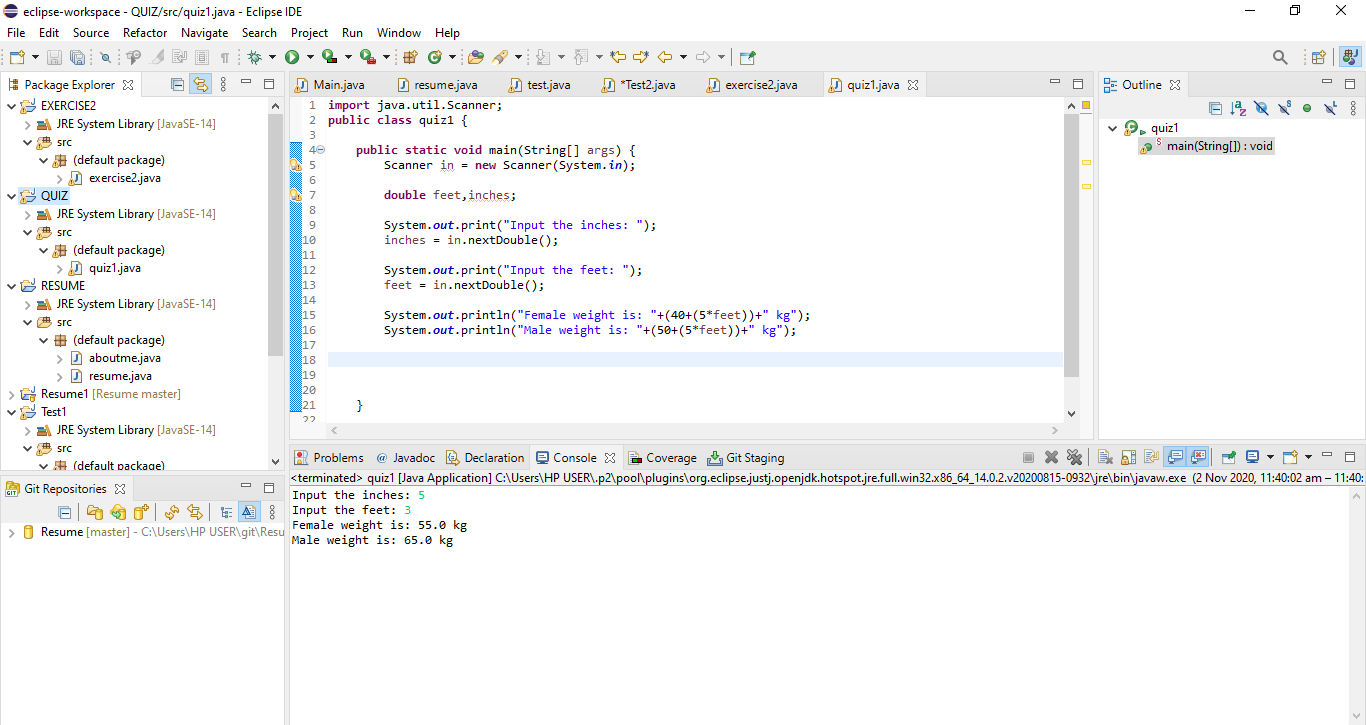 eclipse-workspace - QUIZ/src/quiz1.java - Eclipse IDE
File Edit Source Refactor Navigate Search Project Run Window Help
Package Explorer
EXERCISE2
JRE System Library [JavaSE-14]
src
(default package)
exercise2.java
QUIZ
JRE System Library [JavaSE-14]
src
(default package)
quiz1.java
RESUME
JRE System Library [JavaSE-14]
src
(default package)
aboutme.java
resume.java
Resume1 [Resume master]
Test1
JRE System Library [JavaSE-14]
src
(default package)
Git Repositories
Resume [master] - C:\Users\HP USER\git\Resu
Main.java resume.java test.java *Test2.java exercise2.java quiz1.java
1 import java.util.Scanner;
2 public class quiz1 {
3
4 public static void main(String[] args) {
5 Scanner in = new Scanner(System.in);
6
7 double feet,inches;
8
9 System.out.print("Input the inches: ");
10 inches = in.nextDouble();
11
12 System.out.print("Input the feet: ");
13 feet = in.nextDouble();
14
15 System.out.println("Female weight is: "+(40+(5*feet))+" kg");
16 System.out.println("Male weight is: "+(50+(5*feet))+" kg");
17
18
19
20
21 }
22
Outline
quiz1
main(String[]) : void
Problems @ Javadoc Declaration Console Coverage Git Staging
<terminated> quiz1 [Java Application] C:\Users\HP USER\.p2\pool\plugins\org.eclipse.justj.openjdk.hotspot.jre.full.win32.x86_64_14.0.2.v20200815-0932\jre\bin\javaw.exe (2 Nov 2020, 11:40:02 am – 11:40:
Input the inches: 5
Input the feet: 3
Female weight is: 55.0 kg
Male weight is: 65.0 kg